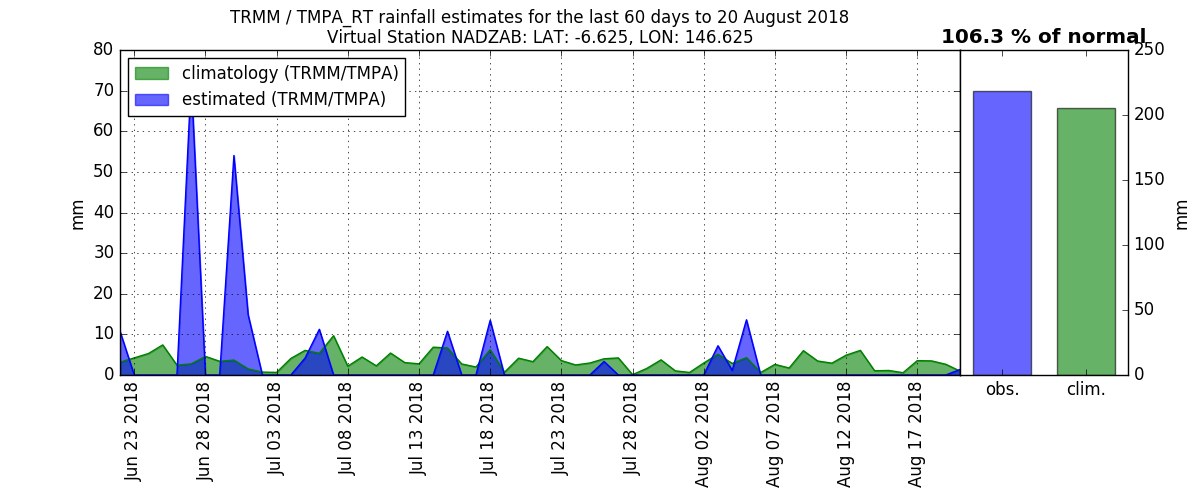 TRMM / TMPA_RT rainfall estimates for the last 60 days to 20 August 2018
Virtual Station NADZAB: LAT: -6.625, LON: 146.625
106.3 % of normal
climatology (TRMM/TMPA)
estimated (TRMM/TMPA)
80
70
60
50
40
30
20
10
0
mm
Jun 23 2018
Jun 28 2018
Jul 03 2018
Jul 08 2018
Jul 13 2018
Jul 18 2018
Jul 23 2018
Jul 28 2018
Aug 02 2018
Aug 07 2018
Aug 12 2018
Aug 17 2018
250
200
150
100
50
0
mm
obs.
clim.